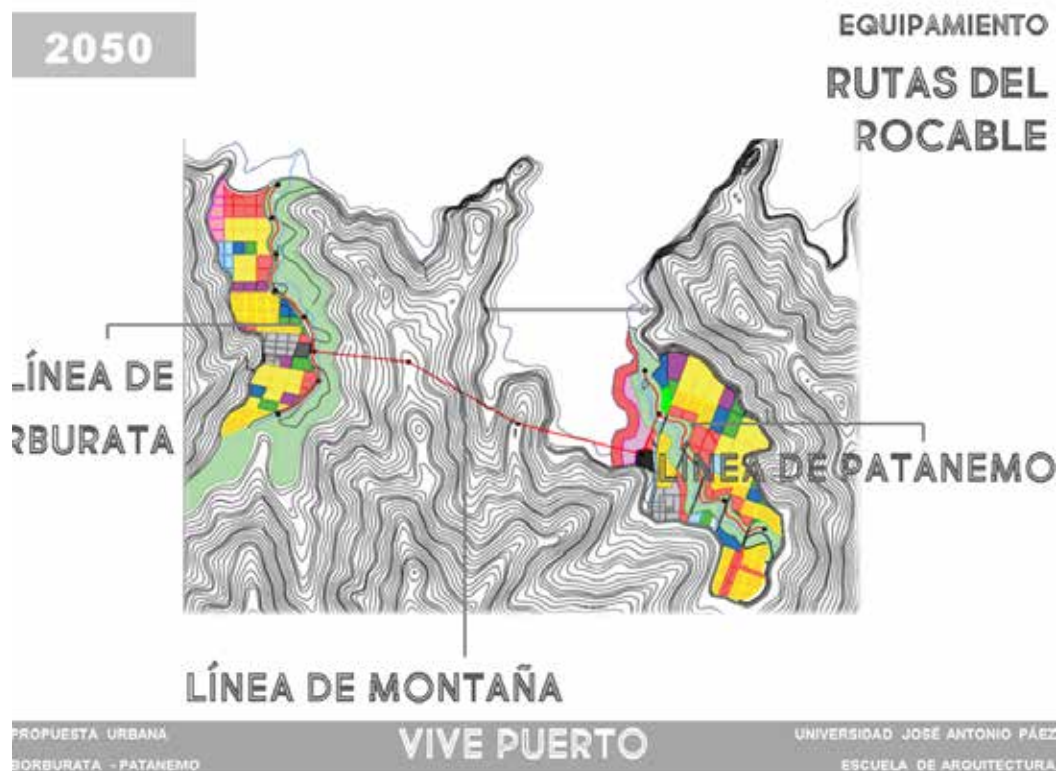 2050
EQUIPAMIENTO
RUTAS DEL
ROCABLE
LÍNEA DE
RBURATA
LÍNEA DE PATANEMO
LÍNEA DE MONTAÑA
PROPUESTA URBANA
BORBURATA - PATANEMO
VIVE PUERTO
UNIVERSIDAD JOSÉ ANTONIO PÁEZ
ESCUELA DE ARQUITECTURA